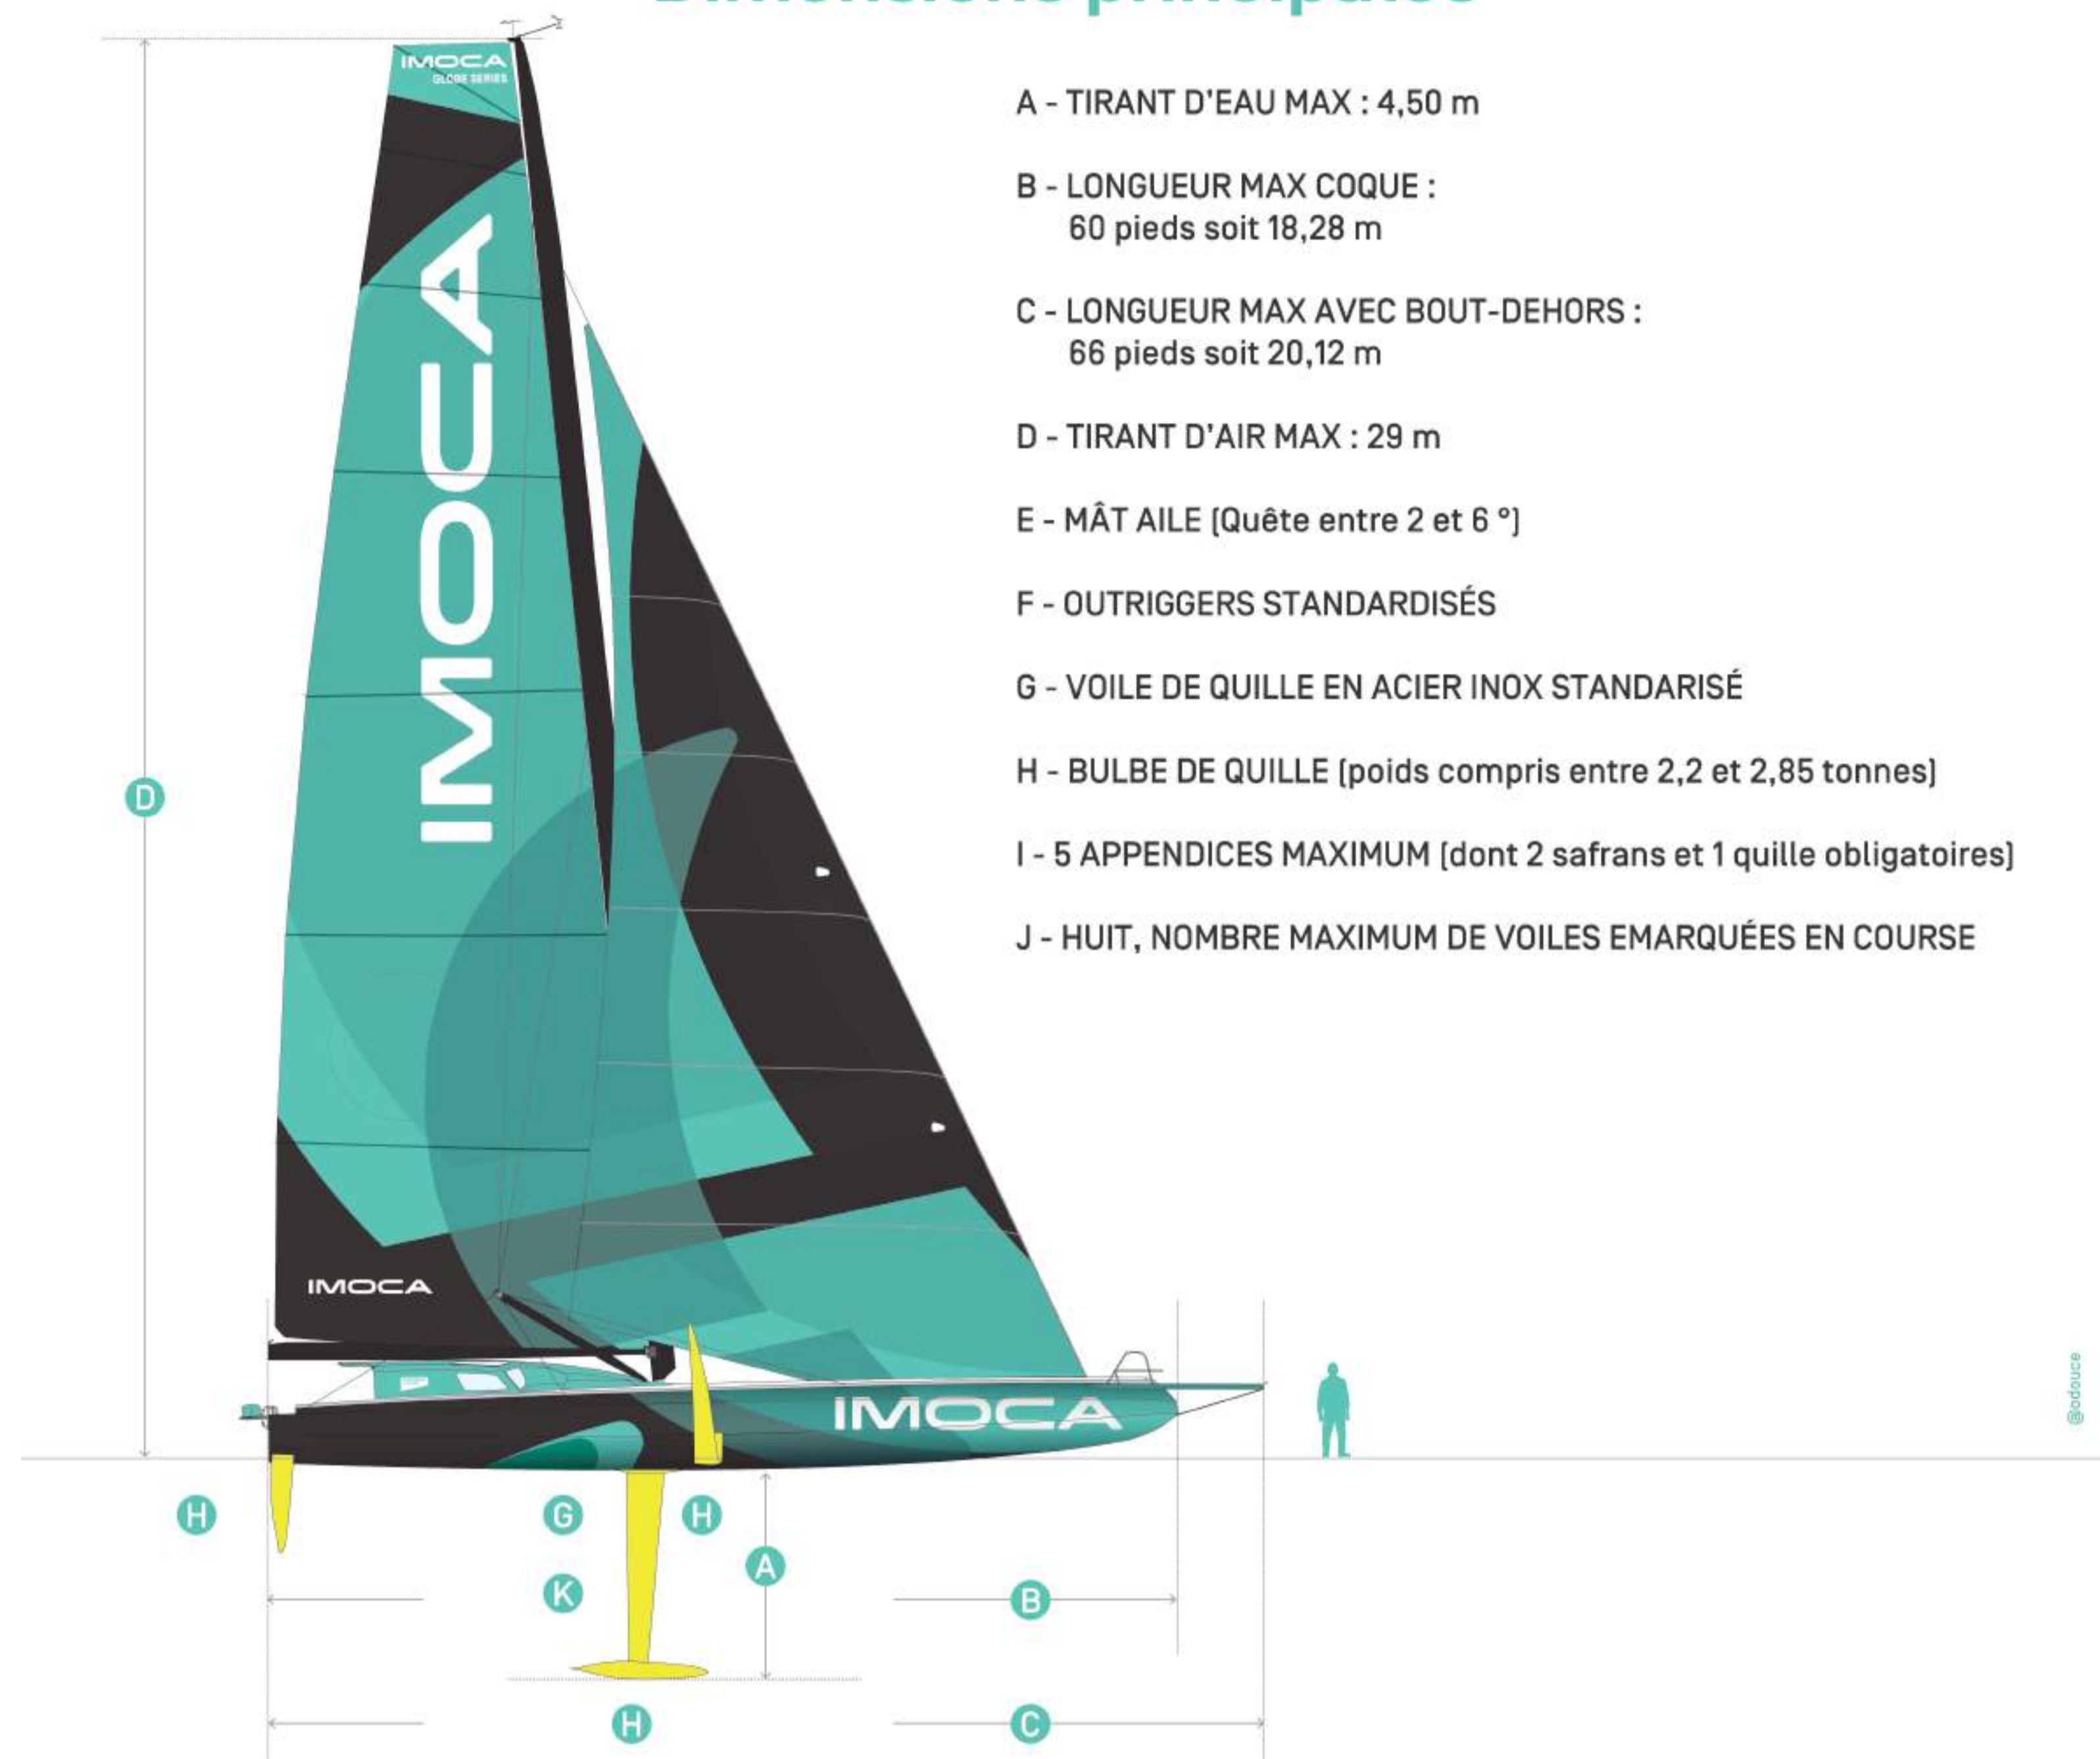 Dimensions principales
IMOCA
GLOBE SERIES
IMOCA
A - TIRANT D'EAU MAX : 4,50 m
B - LONGUEUR MAX COQUE :
60 pieds soit 18,28 m
C - LONGUEUR MAX AVEC BOUT-DEHORS :
66 pieds soit 20,12 m
D - TIRANT D'AIR MAX : 29 m
E - MÂT AILE (Quête entre 2 et 6 °)
F - OUTRIGGERS STANDARDISÉS
G - VOILE DE QUILLE EN ACIER INOX STANDARISÉ
H - BULBE DE QUILLE (poids compris entre 2,2 et 2,85 tonnes)
I - 5 APPENDICES MAXIMUM (dont 2 safrans et 1 quille obligatoires)
J - HUIT, NOMBRE MAXIMUM DE VOILES EMARQUÉES EN COURSE
D
IMOCA
IMOCA
@odouce
H
G
H
A
K
B
H
C